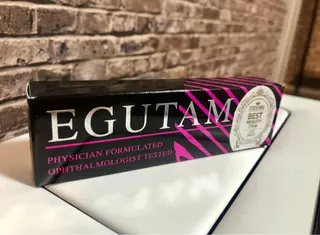 EGUTAM
PHYSICIAN FORMULATED
OPHTHALMOLOGIST TESTED
BEST